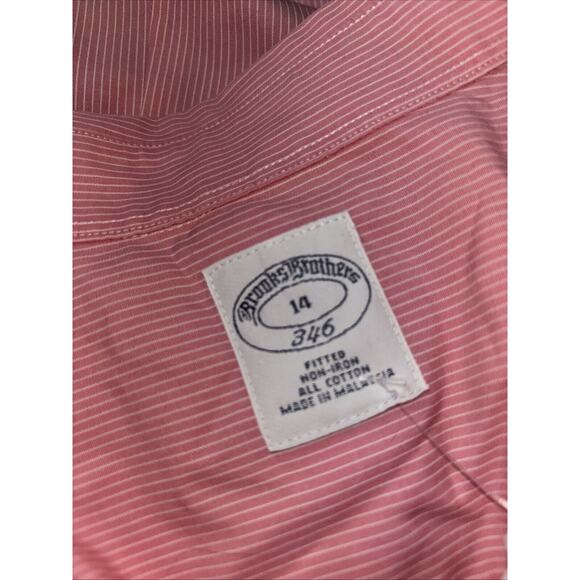 Brooks Brothers
14
346
FITTED
NON-IRON
ALL COTTON
MADE IN MALAYSIA